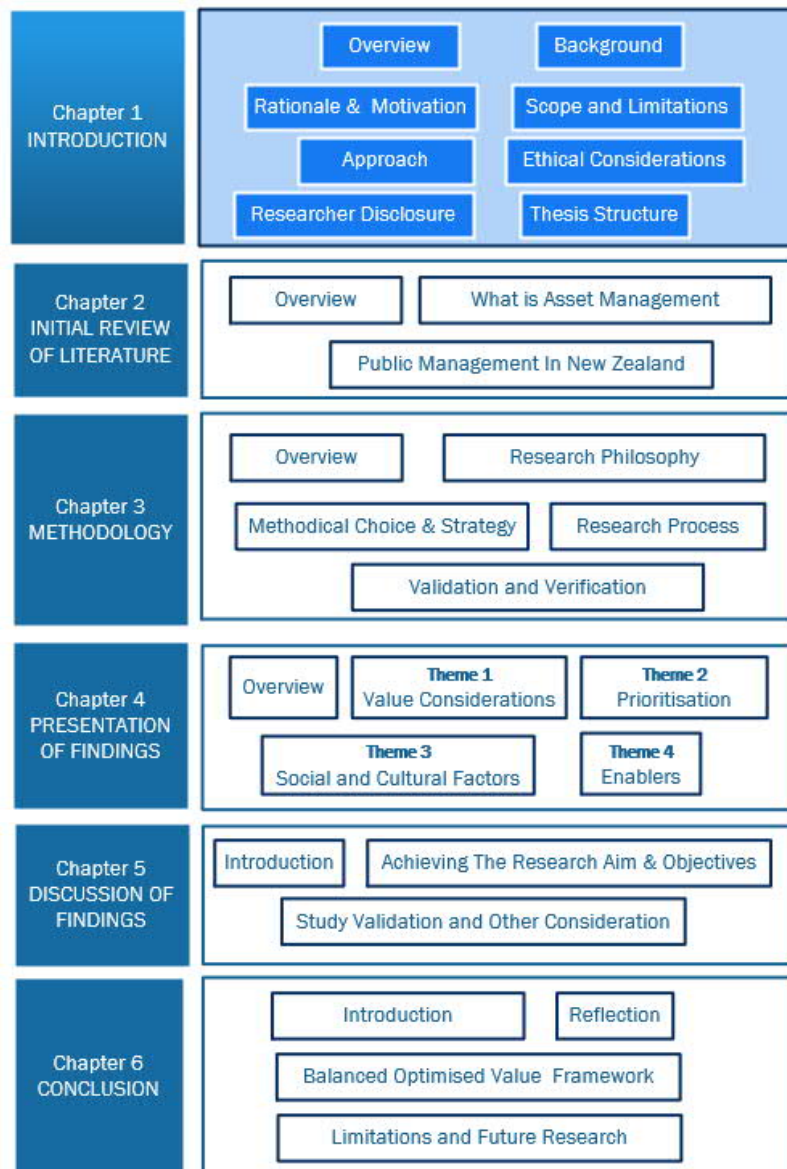 Chapter 1
INTRODUCTION
Overview
Background
Rationale & Motivation
Scope and Limitations
Approach
Ethical Considerations
Researcher Disclosure
Thesis Structure
Chapter 2
INITIAL REVIEW
OF LITERATURE
Overview
What is Asset Management
Public Management In New Zealand
Chapter 3
METHODOLOGY
Overview
Research Philosophy
Methodical Choice & Strategy
Research Process
Validation and Verification
Chapter 4
PRESENTATION
OF FINDINGS
Overview
Theme 1
Value Considerations
Theme 2
Prioritisation
Theme 3
Social and Cultural Factors
Theme 4
Enablers
Chapter 5
DISCUSSION OF
FINDINGS
Introduction
Achieving The Research Aim & Objectives
Study Validation and Other Consideration
Chapter 6
CONCLUSION
Introduction
Reflection
Balanced Optimised Value Framework
Limitations and Future Research